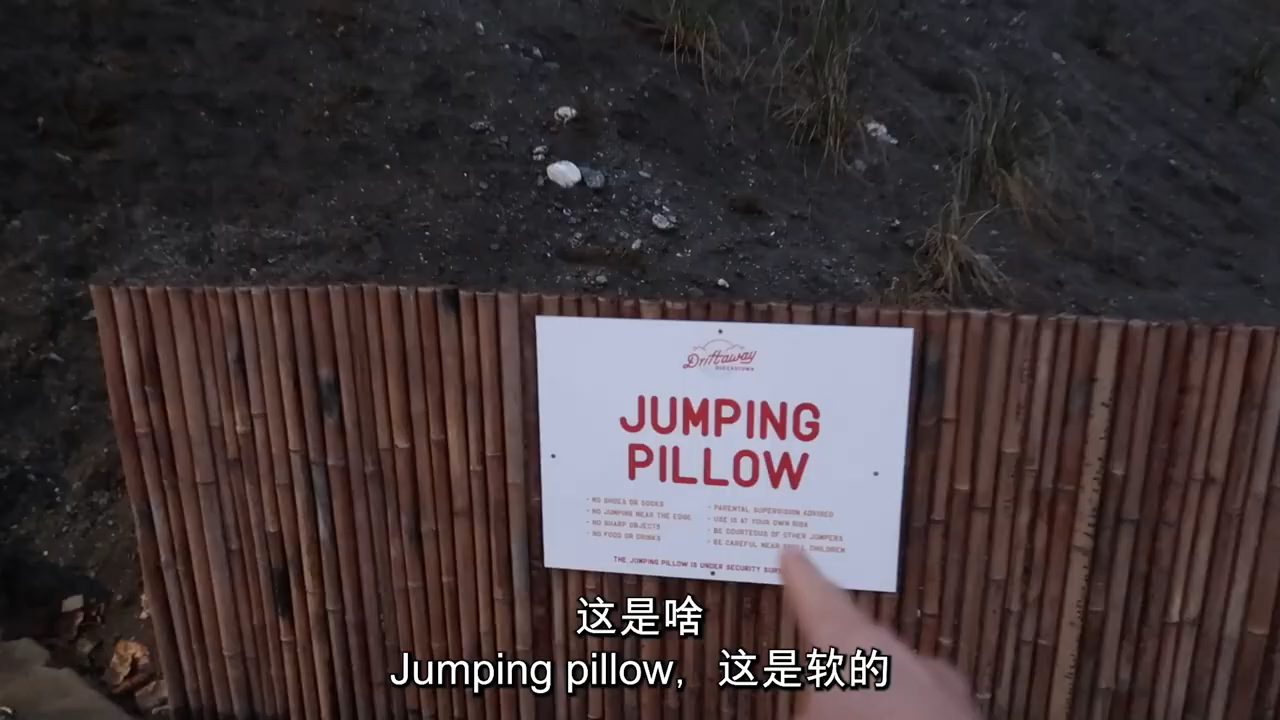 Driftaway
QUEENSTOWN
JUMPING
PILLOW
• NO SHOES OR SOCKS
• NO JUMPING NEAR THE EDGE
• NO SHARP OBJECTS
• NO FOOD OR DRINKS
• PARENTAL SUPERVISION ADVISED
• USE IS AT YOUR OWN RISK
• BE COURTEOUS OF OTHER JUMPERS
• BE CAREFUL NEAR SMALL CHILDREN
THE JUMPING PILLOW IS UNDER SECURITY
这是啥
Jumping pillow，这是软的